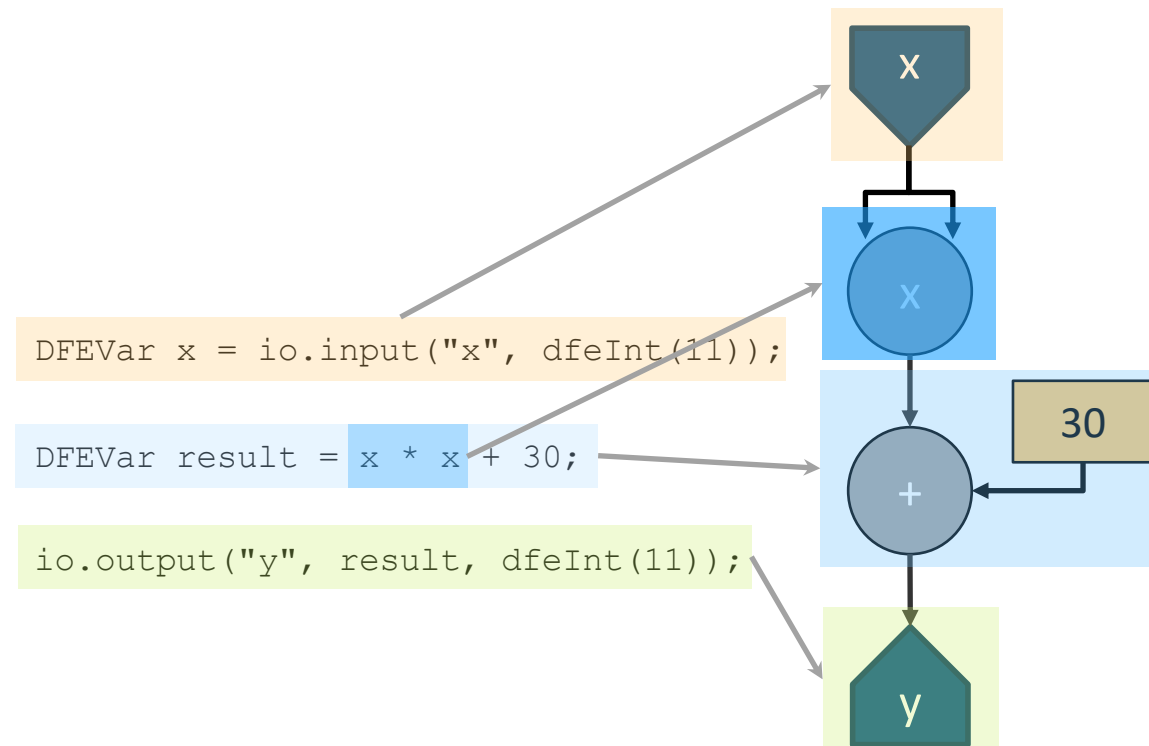 x
x
DFEVar x = io.input("x", dfeInt(11));
30
DFEVar result = x * x + 30;
+
io.output("y", result, dfeInt(11));
y